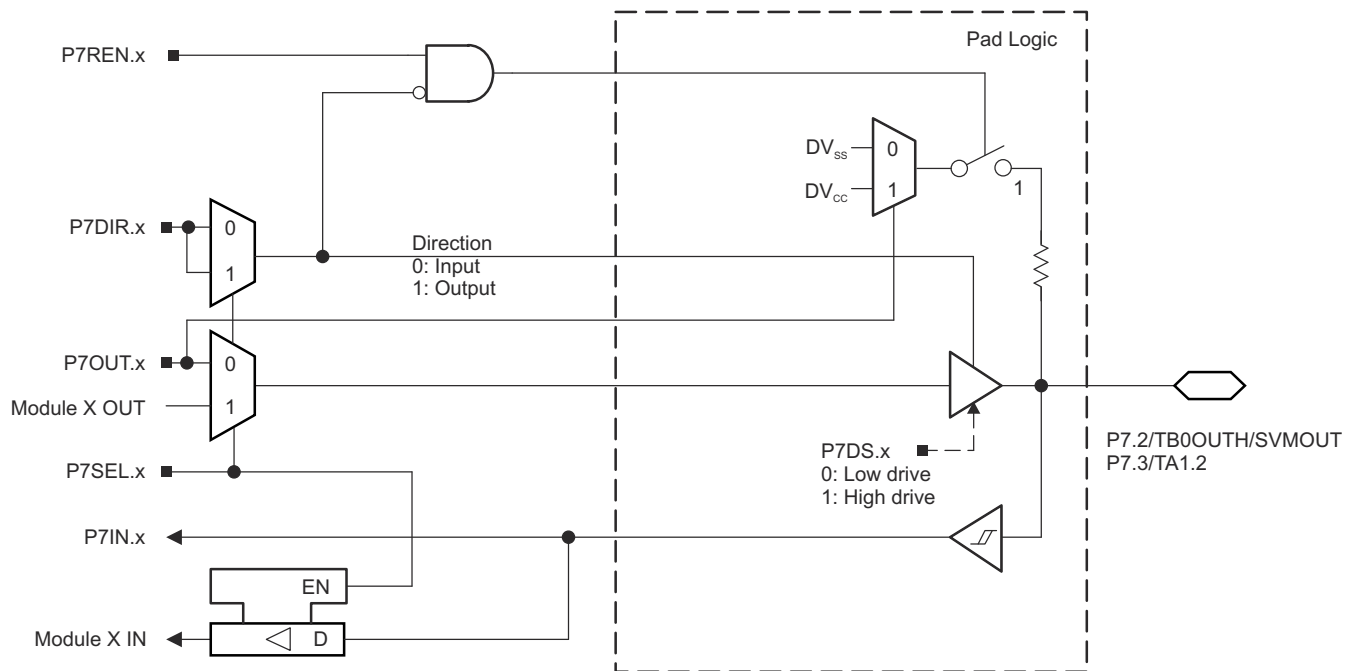 Pad Logic
P7REN.x
DVSS
0
DVCC
1
1
P7DIR.x
0
1
Direction
0: Input
1: Output
P7OUT.x
0
Module X OUT
1
P7DS.x
0: Low drive
1: High drive
P7.2/TB0OUTH/SVMOUT
P7.3/TA1.2
P7SEL.x
P7IN.x
EN
Module X IN
D